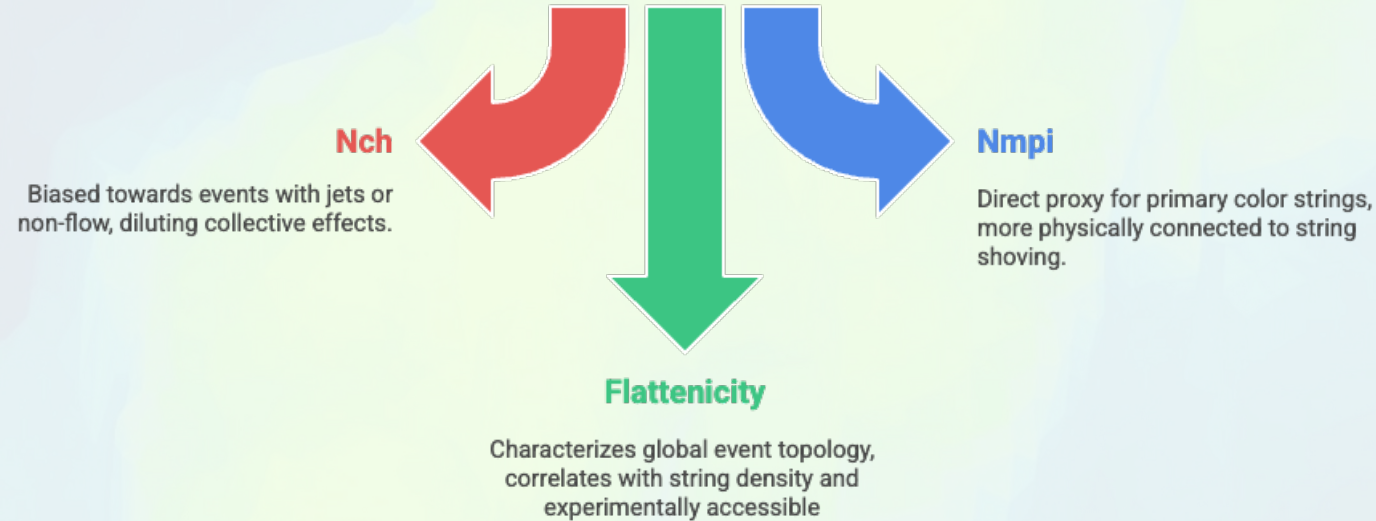 Nch
Biased towards events with jets or
non-flow, diluting collective effects.
Nmpi
Direct proxy for primary color strings,
more physically connected to string
shoving.
Flattenicity
Characterizes global event topology,
correlates with string density and
experimentally accessible